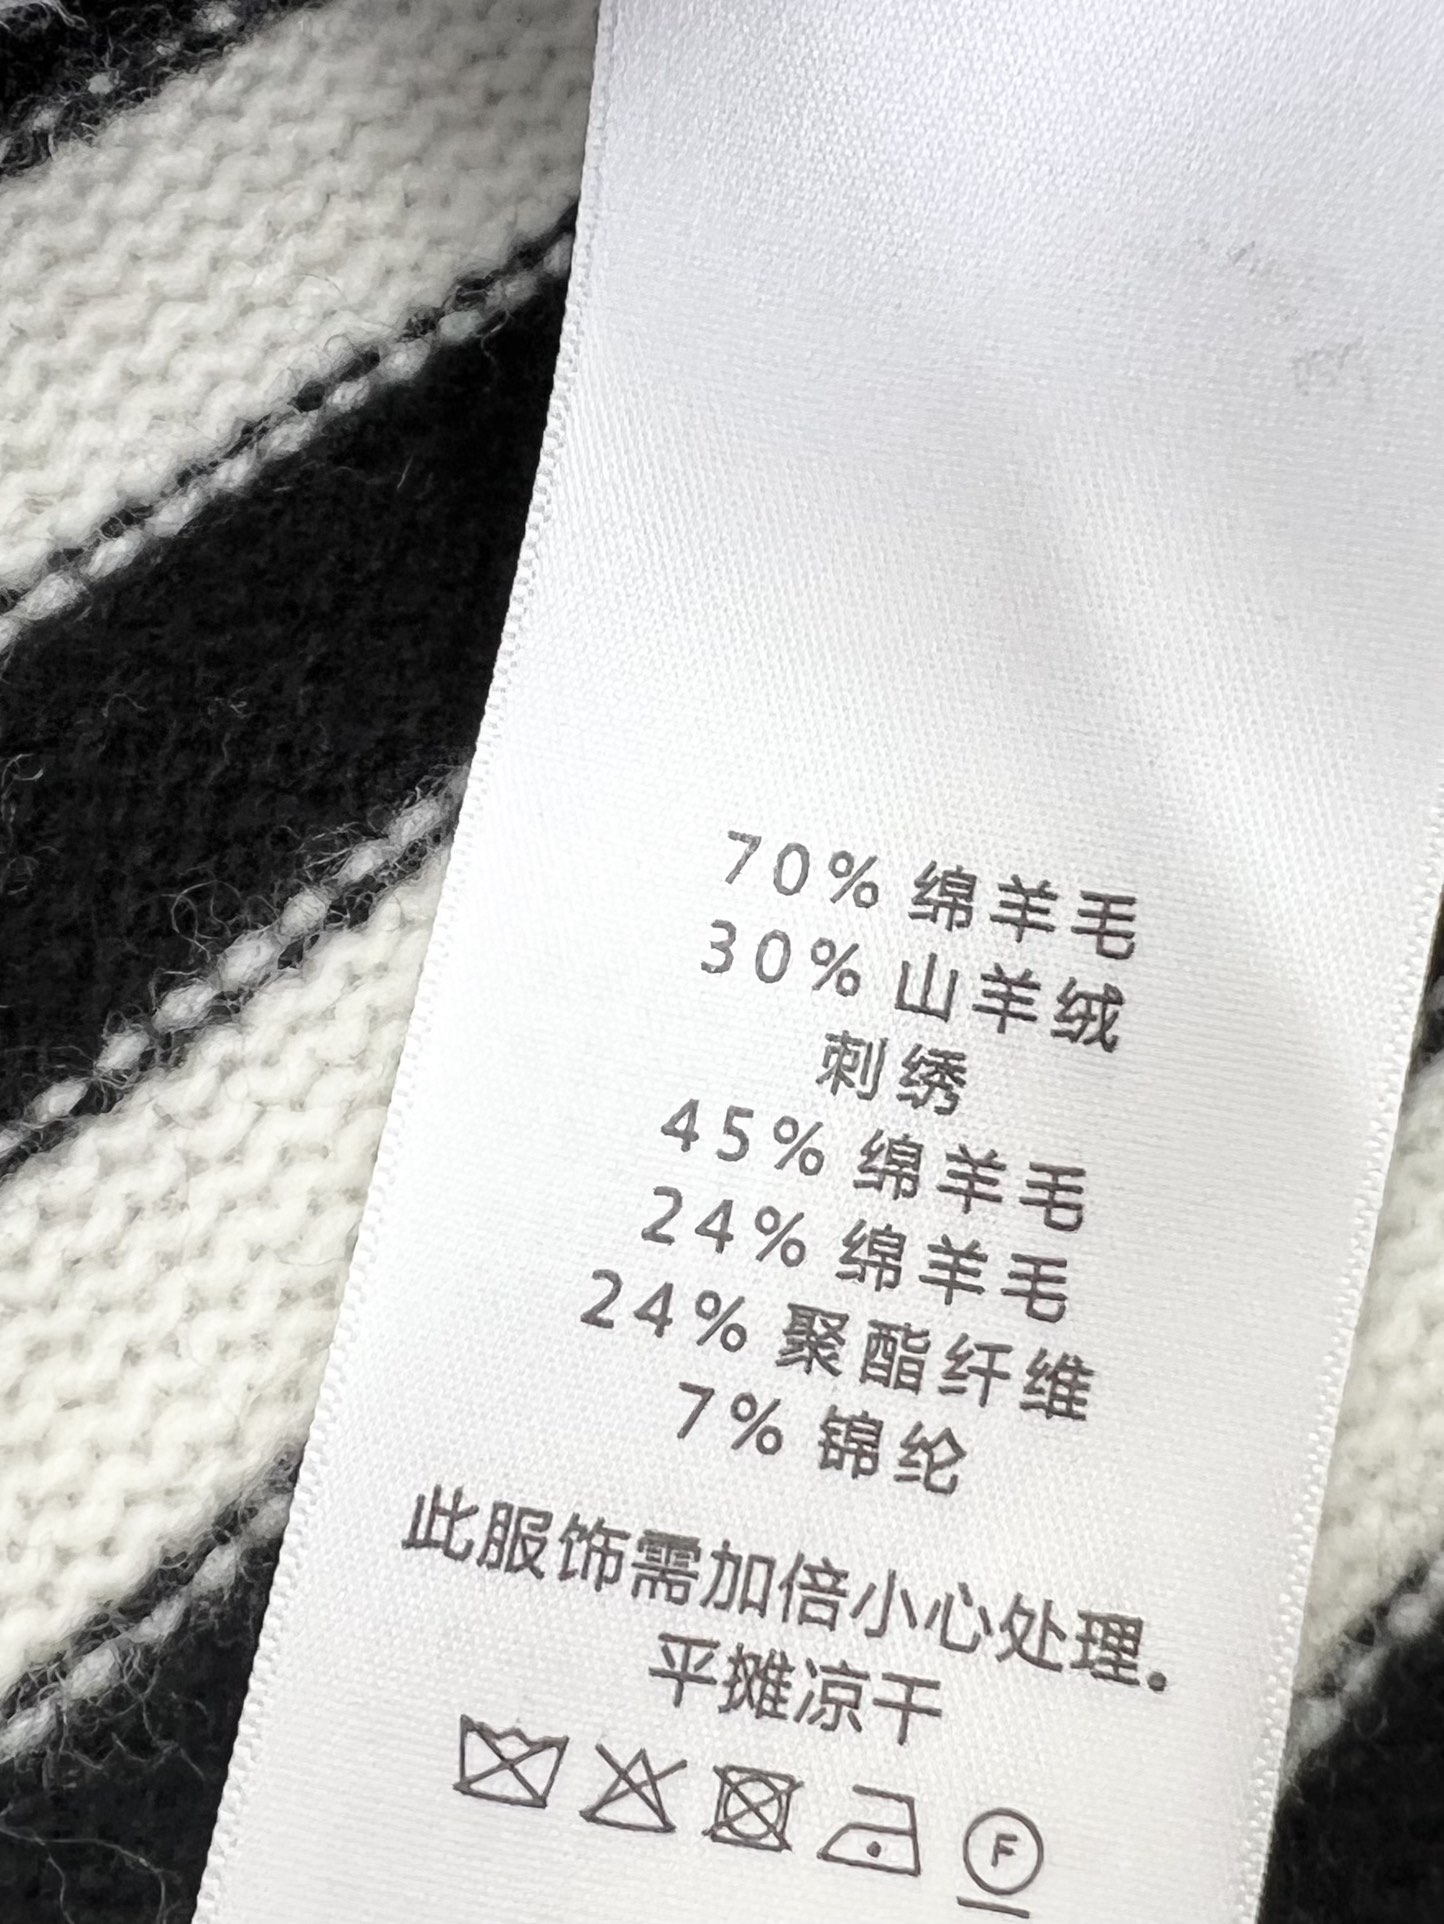 70% 绵羊毛
30% 山羊绒
刺绣
45% 绵羊毛
24% 绵羊毛
24% 聚酯纤维
7% 锦纶
此服饰需加倍小心处理。
平摊凉干
F